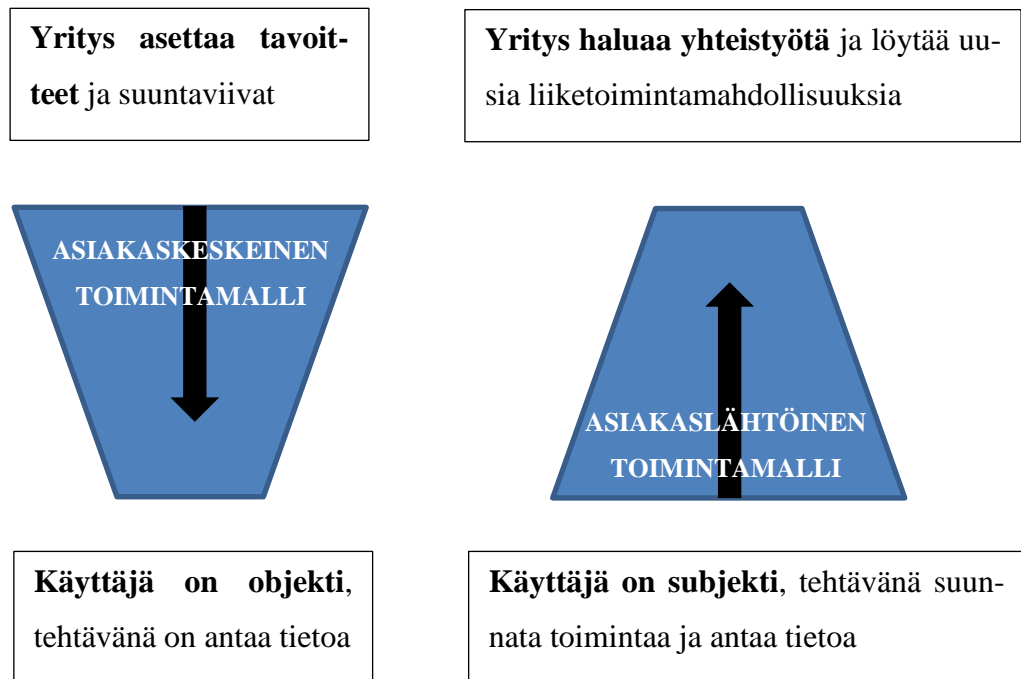 Yritys asettaa tavoit-
teet ja suuntaviivat
Yritys haluaa yhteistyötä ja löytää uu-
sia liiketoimintamahdollisuuksia
ASIAKASKESKEINEN
TOIMINTAMALLI
ASIAKASLÄHTÖINEN
TOIMINTAMALLI
Käyttäjä on objekti,
tehtävänä on antaa tietoa
Käyttäjä on subjekti, tehtävänä suun-
nata toimintaa ja antaa tietoa